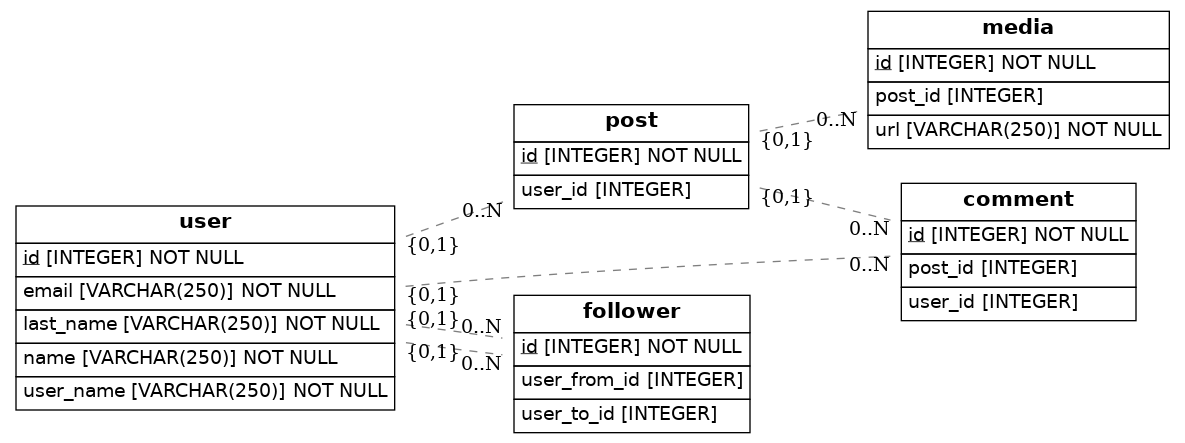 media
id [INTEGER] NOT NULL
post_id [INTEGER]
url [VARCHAR(250)] NOT NULL
post
id [INTEGER] NOT NULL
user_id [INTEGER]
{0,1}
0..N
{0,1}
0..N
comment
id [INTEGER] NOT NULL
post_id [INTEGER]
user_id [INTEGER]
user
id [INTEGER] NOT NULL
email [VARCHAR(250)] NOT NULL
last_name [VARCHAR(250)] NOT NULL
name [VARCHAR(250)] NOT NULL
user_name [VARCHAR(250)] NOT NULL
0..N
{0,1}
0..N
{0,1}
{0,1}
0..N
{0,1}
0..N
follower
id [INTEGER] NOT NULL
user_from_id [INTEGER]
user_to_id [INTEGER]